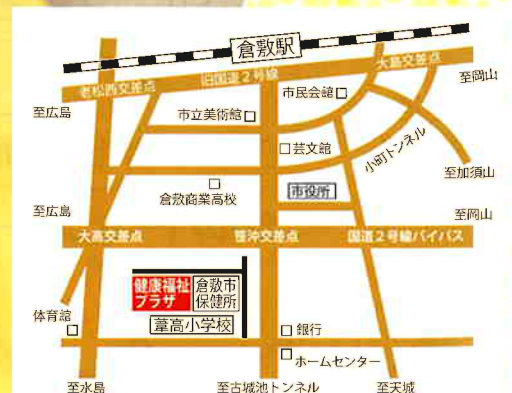 倉敷駅
大島交差点
旧国道2号線
老松西交差点
至岡山
至広島
市立美術館
市民会館
芸文館
小町トンネル
至加須山
倉敷商業高校
市役所
至広島
至岡山
大高交差点
笹沖交差点
国道2号線バイパス
健康福祉
プラザ
倉敷市
保健所
体育館
葦高小学校
銀行
ホームセンター
至水島
至古城池トンネル
至天城